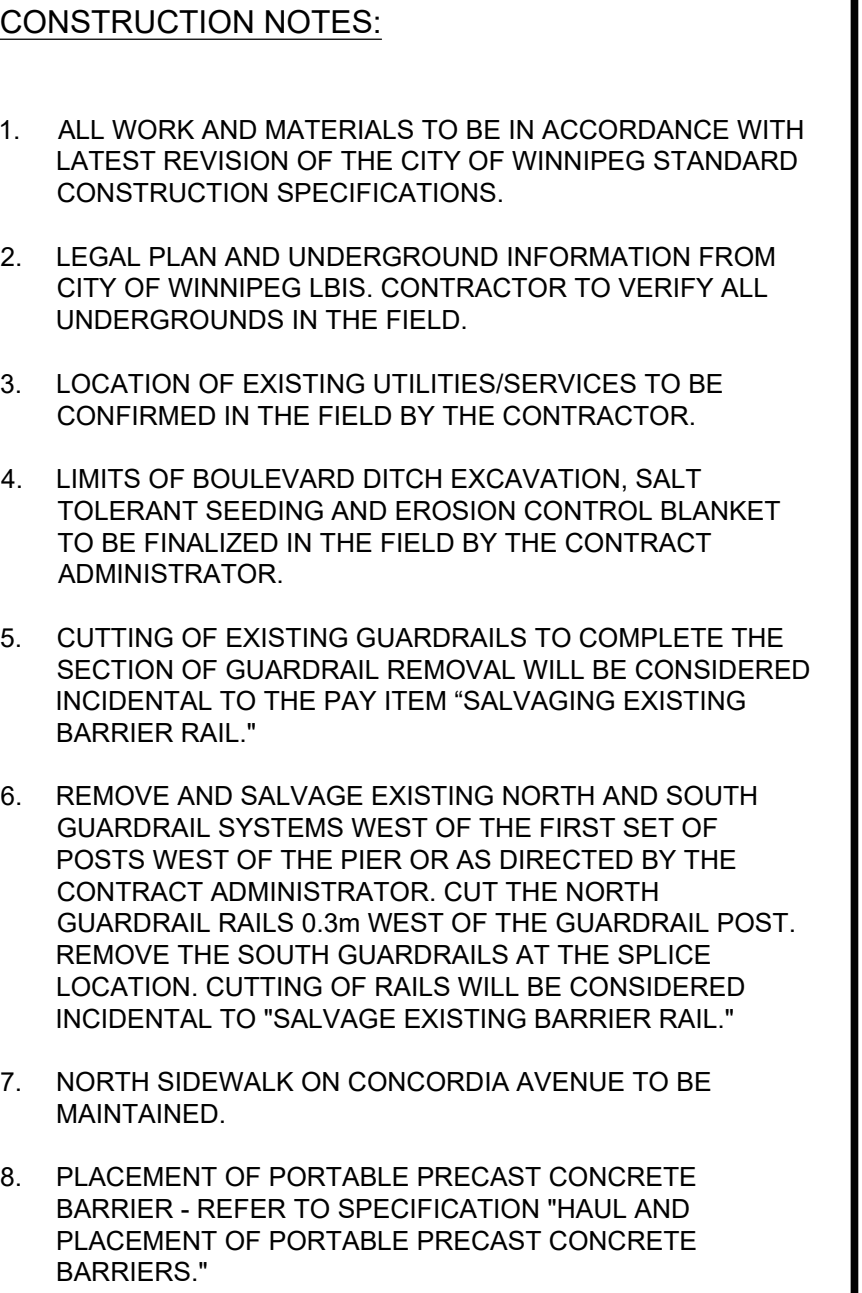 CONSTRUCTION NOTES:
1. ALL WORK AND MATERIALS TO BE IN ACCORDANCE WITH
LATEST REVISION OF THE CITY OF WINNIPEG STANDARD
CONSTRUCTION SPECIFICATIONS.
2. LEGAL PLAN AND UNDERGROUND INFORMATION FROM
CITY OF WINNIPEG LBIS. CONTRACTOR TO VERIFY ALL
UNDERGROUNDS IN THE FIELD.
3. LOCATION OF EXISTING UTILITIES/SERVICES TO BE
CONFIRMED IN THE FIELD BY THE CONTRACTOR.
4. LIMITS OF BOULEVARD DITCH EXCAVATION, SALT
TOLERANT SEEDING AND EROSION CONTROL BLANKET
TO BE FINALIZED IN THE FIELD BY THE CONTRACT
ADMINISTRATOR.
5. CUTTING OF EXISTING GUARDRAILS TO COMPLETE THE
SECTION OF GUARDRAIL REMOVAL WILL BE CONSIDERED
INCIDENTAL TO THE PAY ITEM “SALVAGING EXISTING
BARRIER RAIL."
6. REMOVE AND SALVAGE EXISTING NORTH AND SOUTH
GUARDRAIL SYSTEMS WEST OF THE FIRST SET OF
POSTS WEST OF THE PIER OR AS DIRECTED BY THE
CONTRACT ADMINISTRATOR. CUT THE NORTH
GUARDRAIL RAILS 0.3m WEST OF THE GUARDRAIL POST.
REMOVE THE SOUTH GUARDRAILS AT THE SPLICE
LOCATION. CUTTING OF RAILS WILL BE CONSIDERED
INCIDENTAL TO "SALVAGE EXISTING BARRIER RAIL."
7. NORTH SIDEWALK ON CONCORDIA AVENUE TO BE
MAINTAINED.
8. PLACEMENT OF PORTABLE PRECAST CONCRETE
BARRIER - REFER TO SPECIFICATION "HAUL AND
PLACEMENT OF PORTABLE PRECAST CONCRETE
BARRIERS."